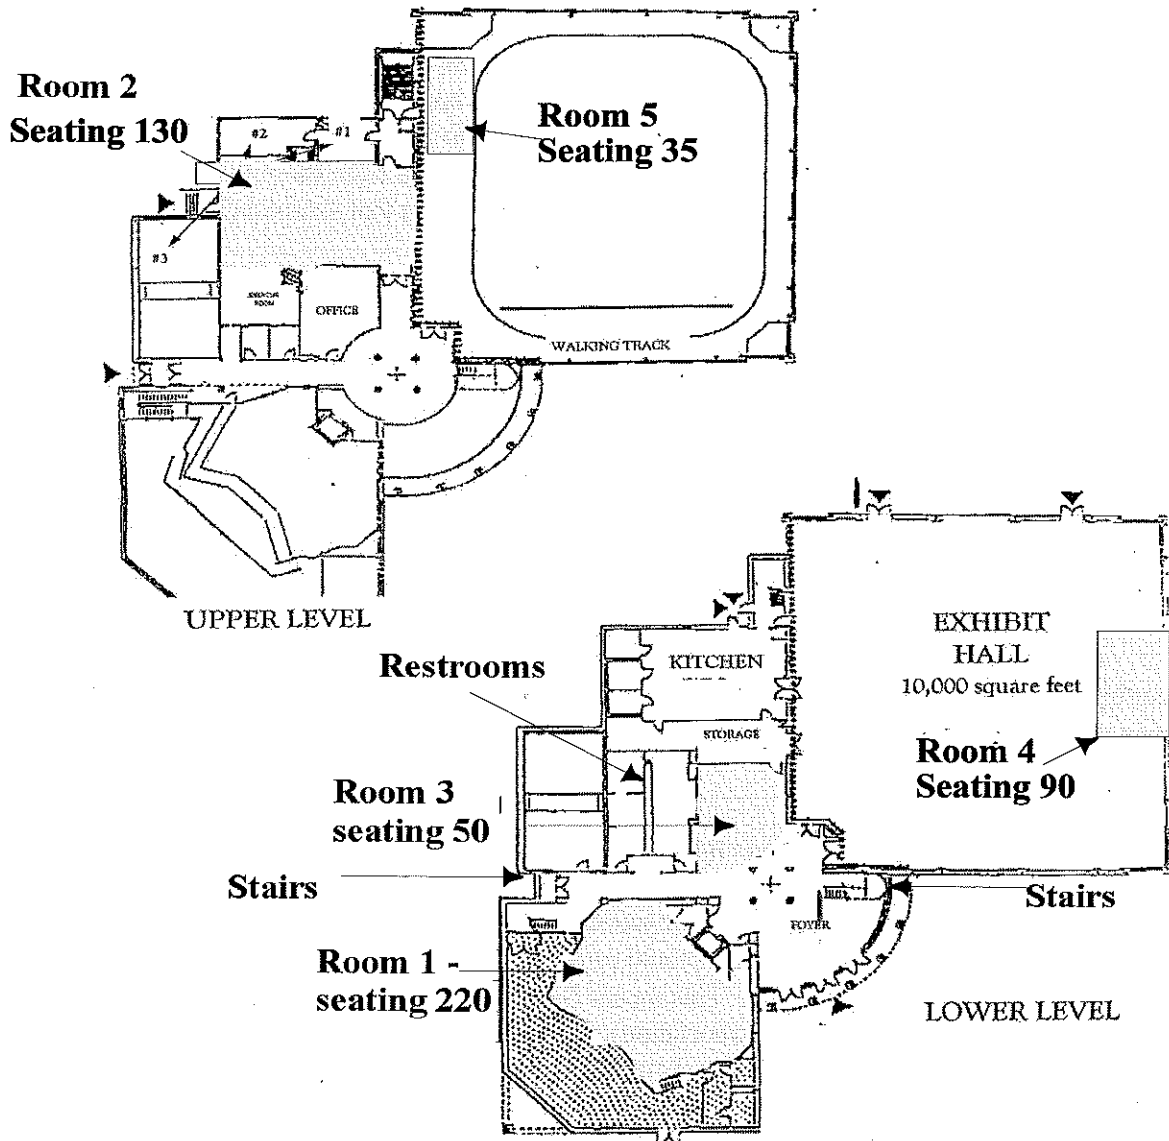 Room 2
Seating 130
#2
#1
Room 5
Seating 35
#3
OFFICE
WALKING TRACK
UPPER LEVEL
EXHIBIT
HALL
10,000 square feet
KITCHEN
Restrooms
STORAGE
Room 4
Seating 90
Room 3
seating 50
Stairs
Stairs
FOYER
Room 1 -
seating 220
LOWER LEVEL